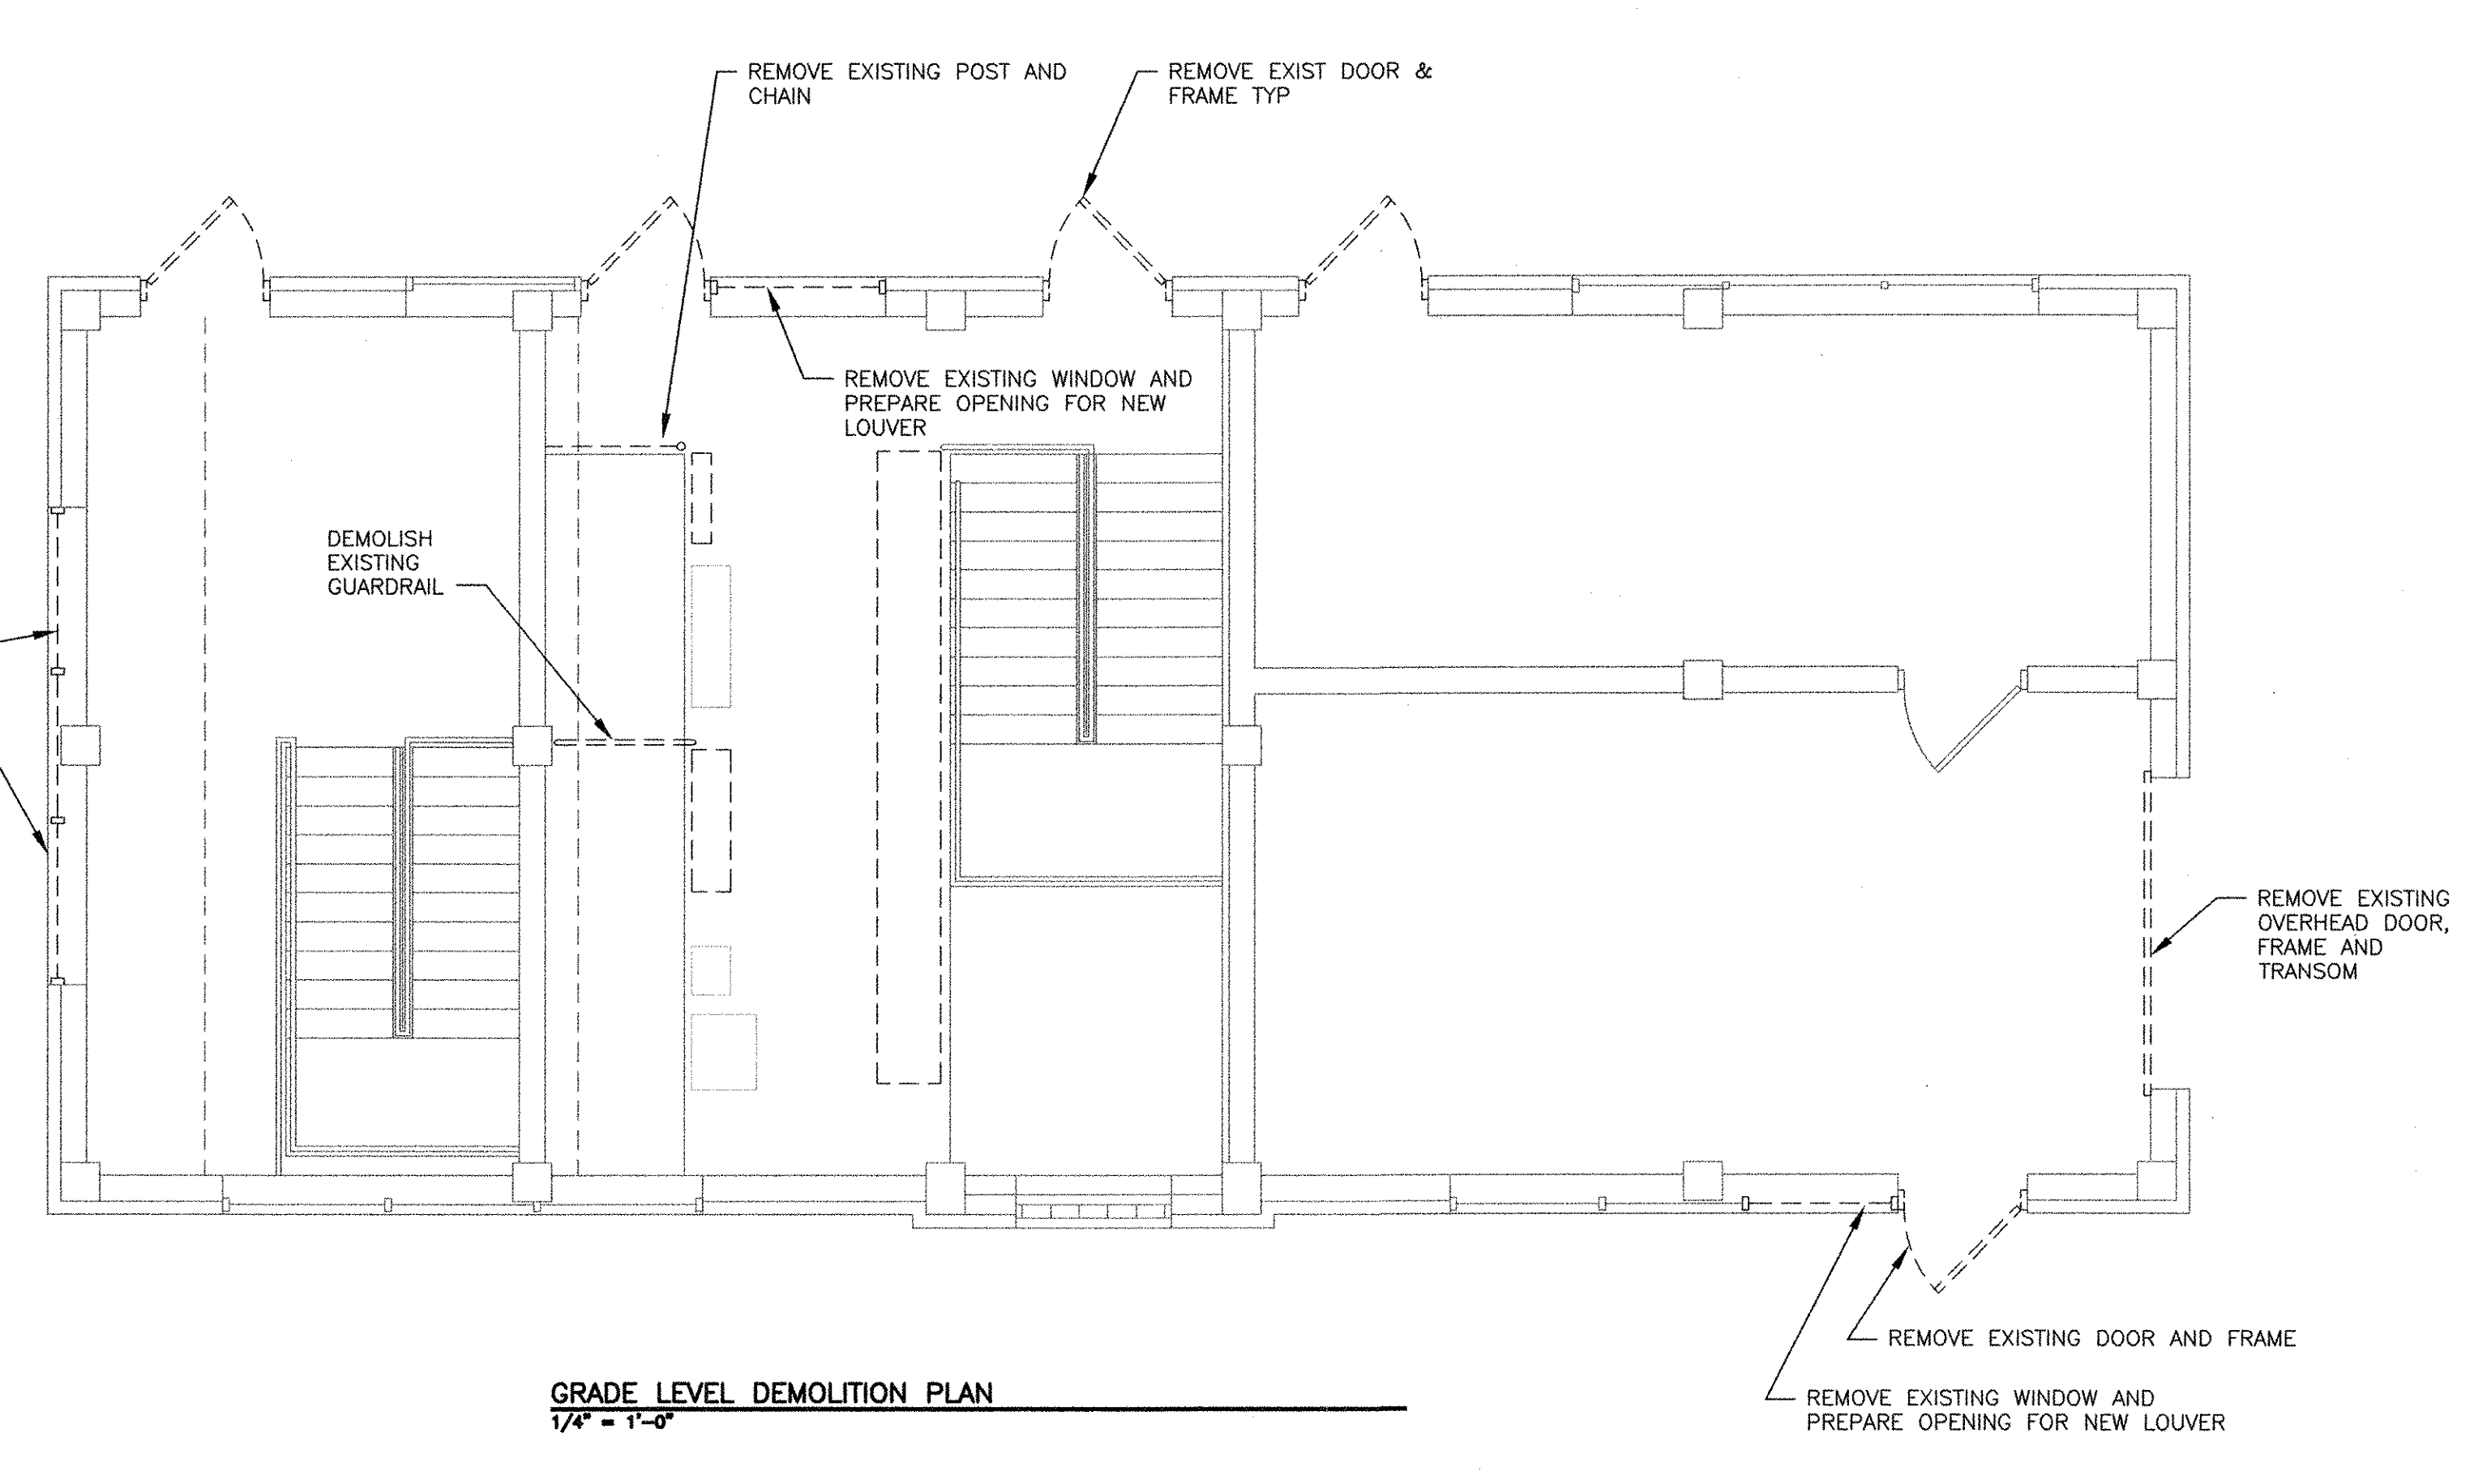 REMOVE EXISTING POST AND
CHAIN
REMOVE EXIST DOOR &
FRAME TYP
REMOVE EXISTING WINDOW AND
PREPARE OPENING FOR NEW
LOUVER
DEMOLISH
EXISTING
GUARDRAIL
REMOVE EXISTING
OVERHEAD DOOR,
FRAME AND
TRANSOM
REMOVE EXISTING DOOR AND FRAME
REMOVE EXISTING WINDOW AND
PREPARE OPENING FOR NEW LOUVER
GRADE LEVEL DEMOLITION PLAN
1/4" = 1'-0"